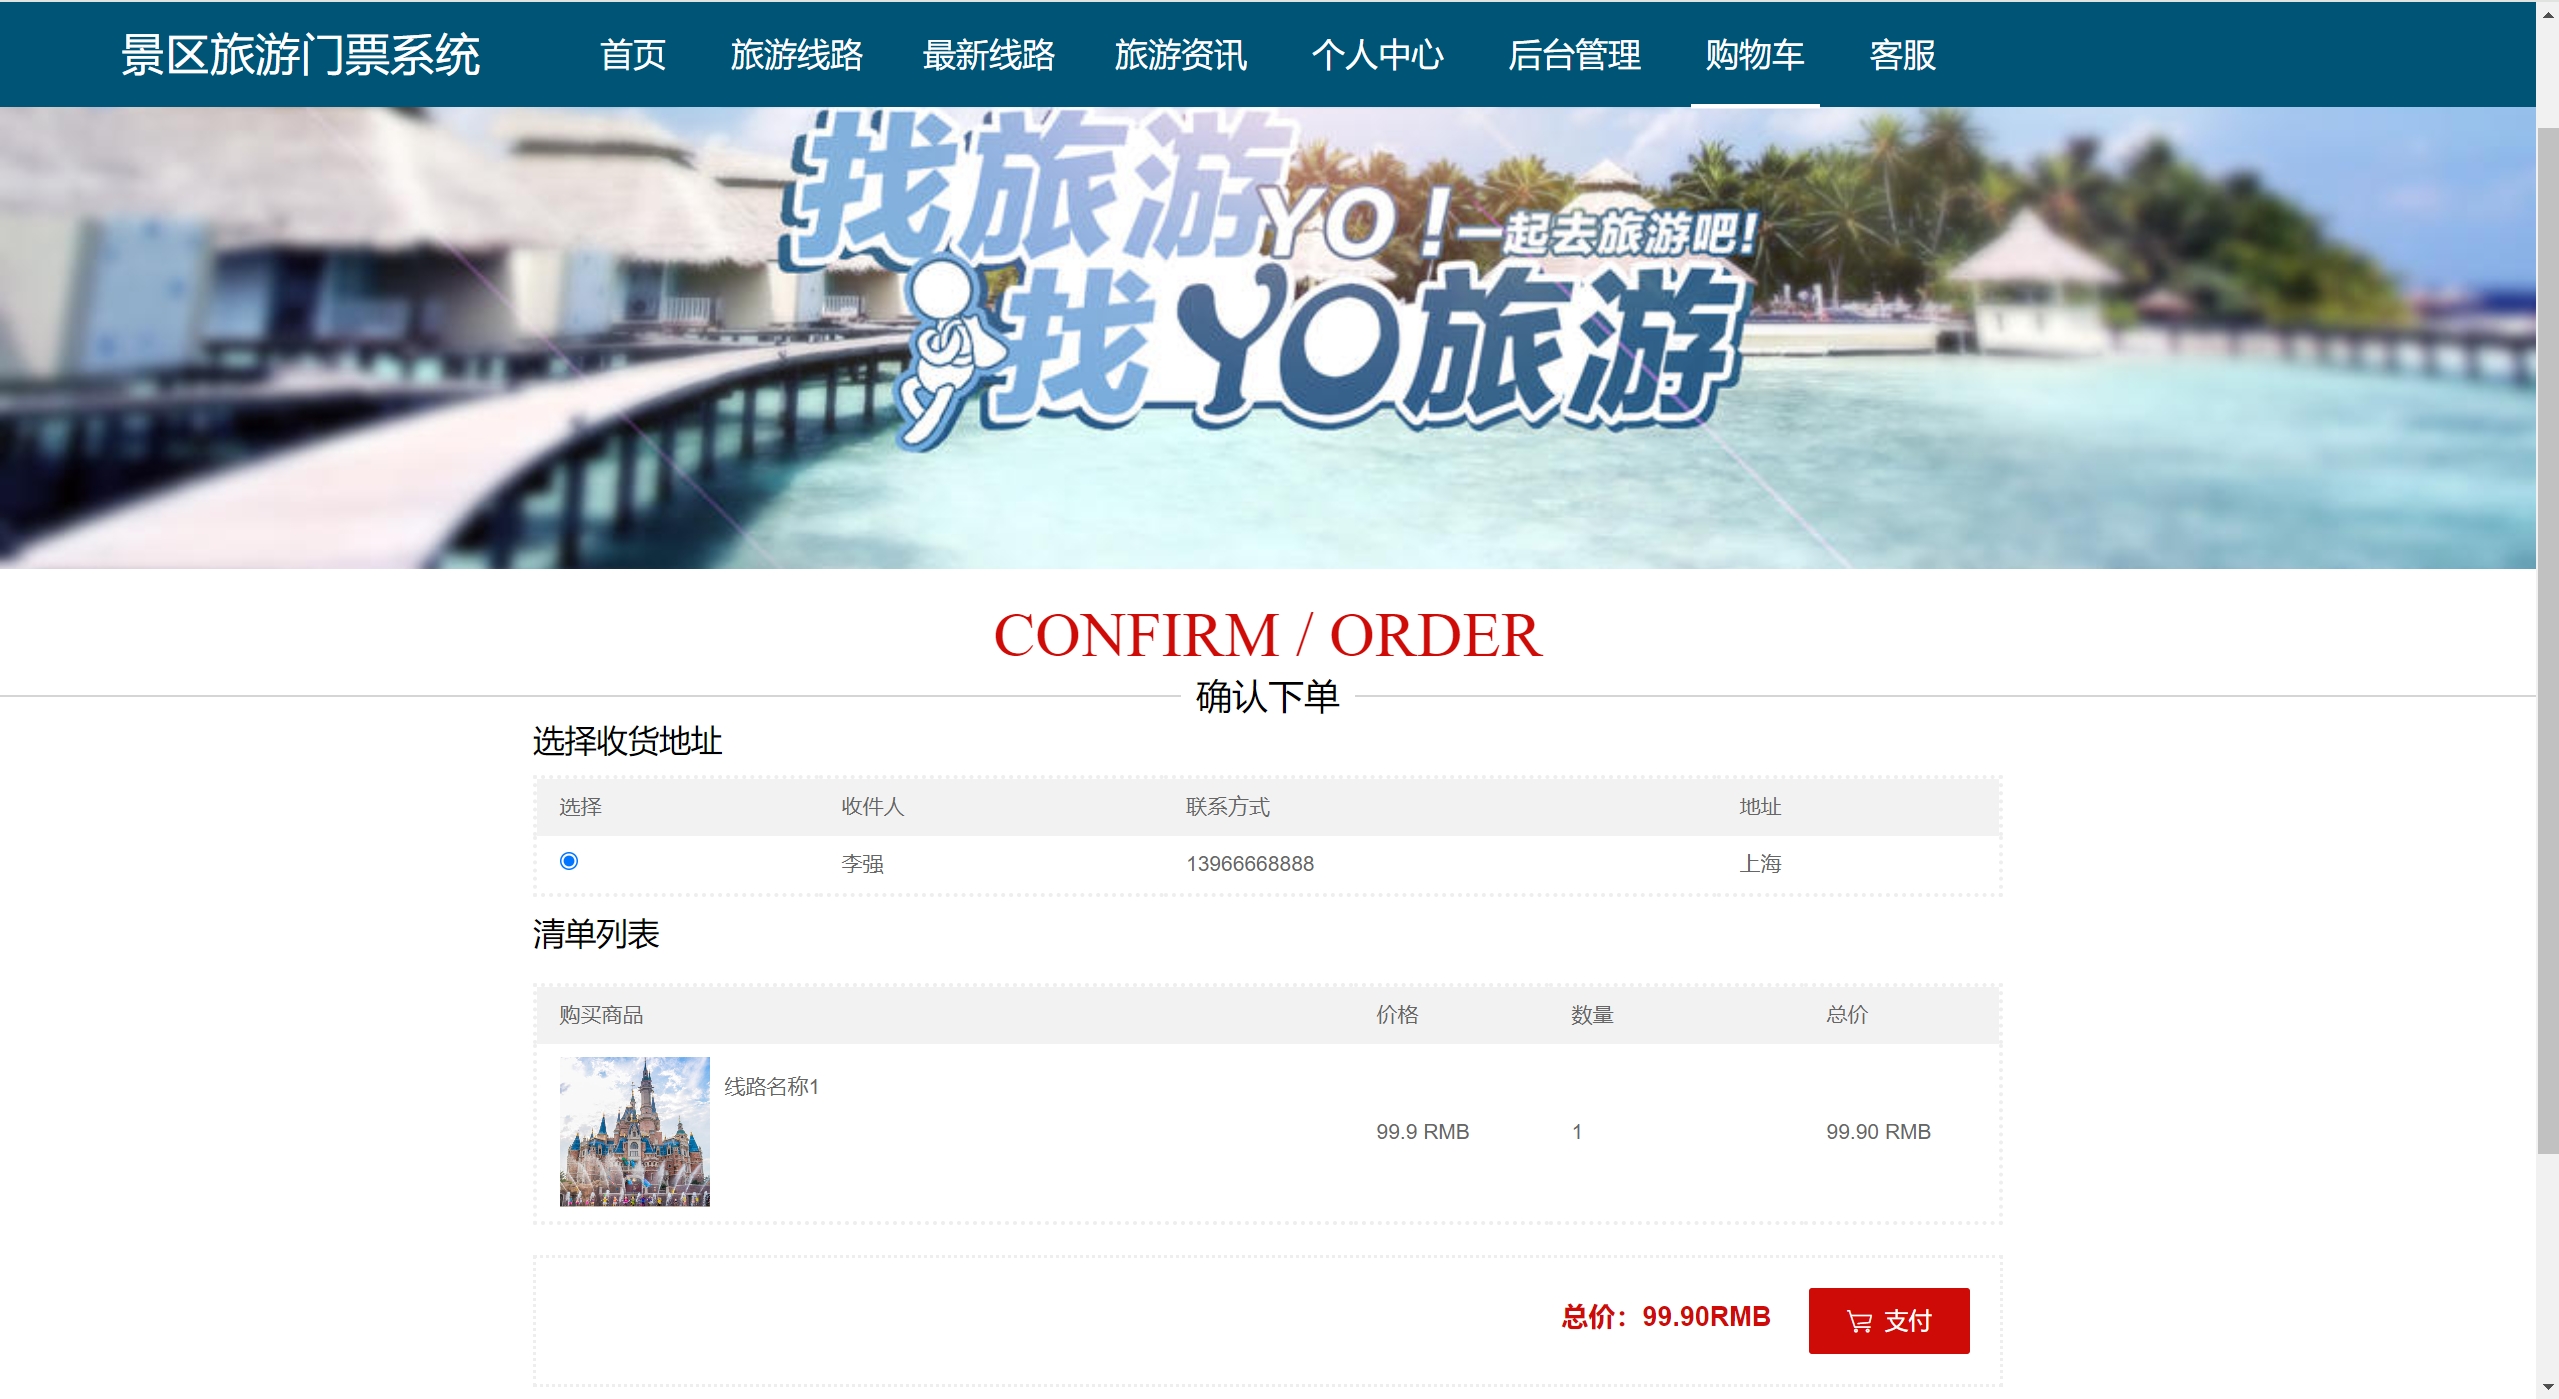 景区旅游门票系统 首页 旅游线路 最新线路 旅游资讯 个人中心 后台管理 购物车 客服
找旅游YO！一起去旅游吧!
找YO旅游
CONFIRM / ORDER
确认下单
选择收货地址
选择 收件人 联系方式 地址
李强 13966668888 上海
清单列表
购买商品 价格 数量 总价
线路名称1
99.9 RMB 1 99.90 RMB
总价：99.90RMB 支付